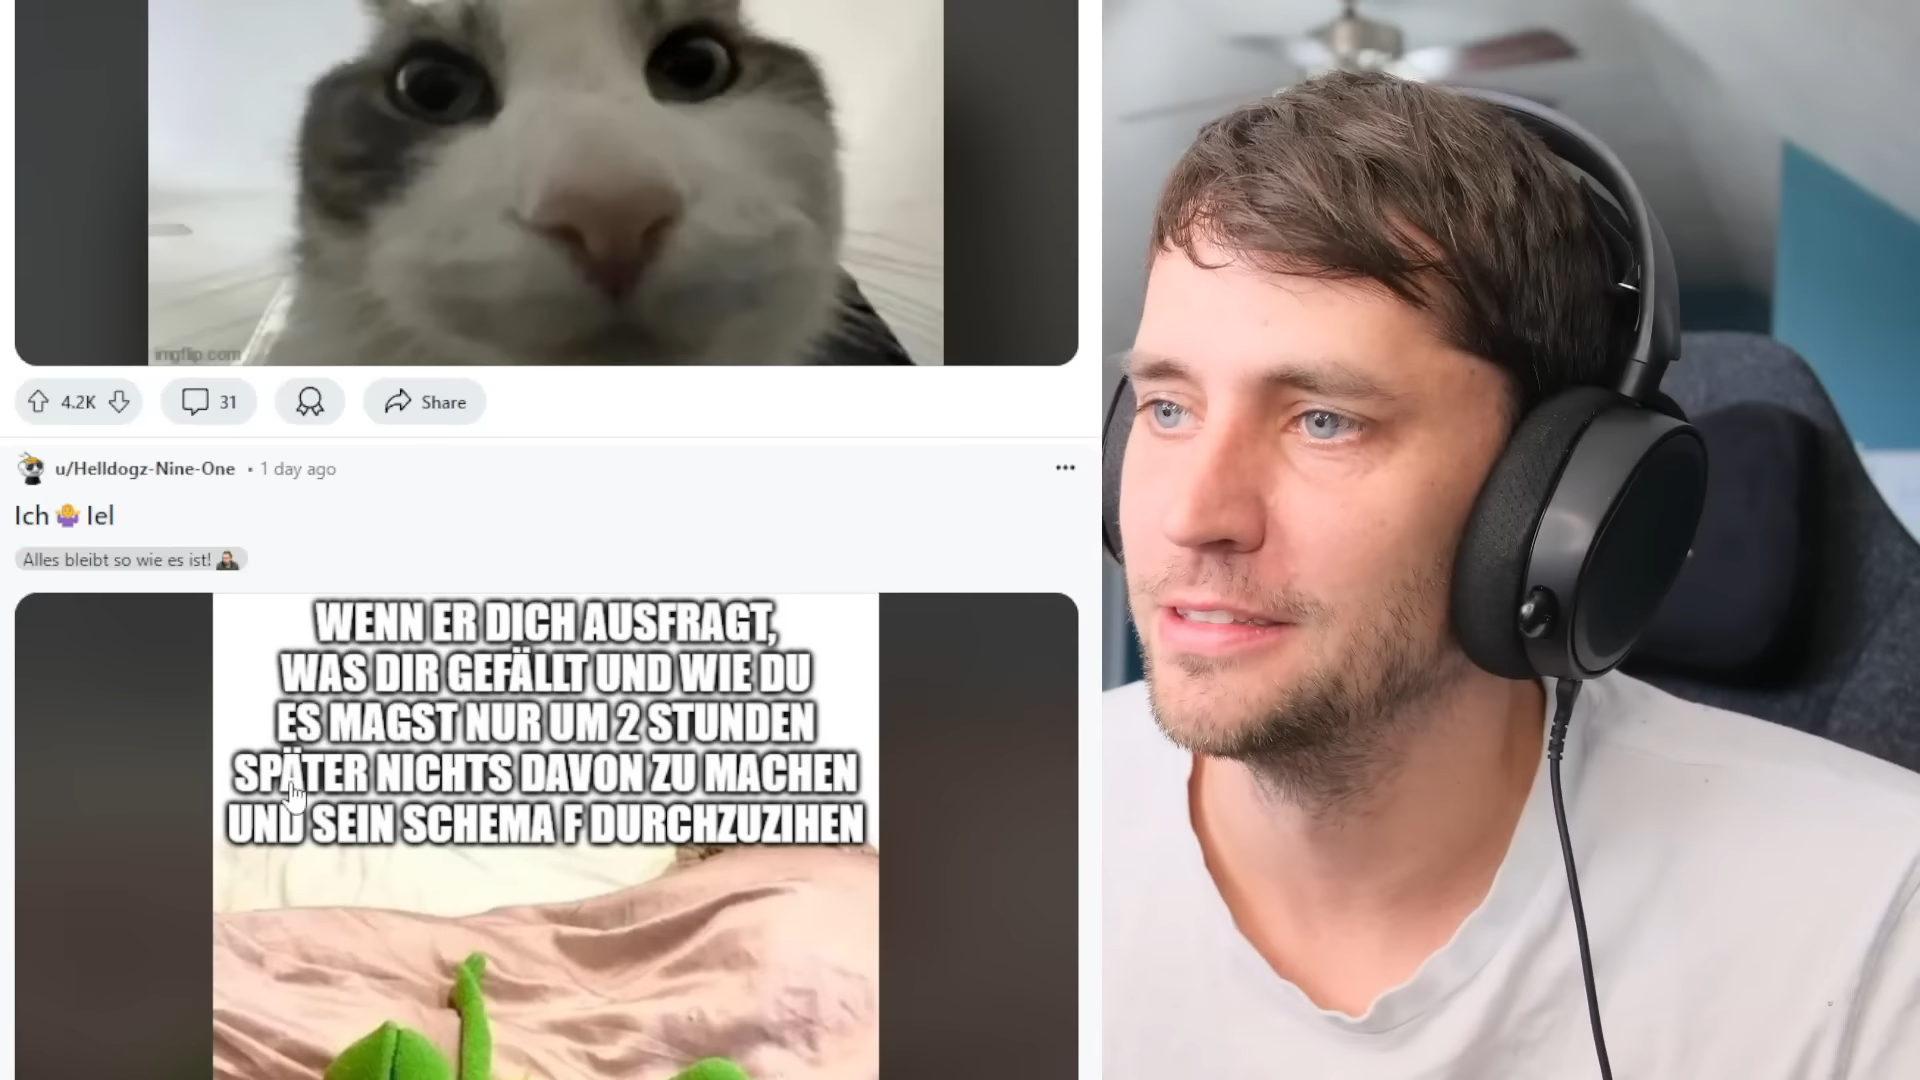 imgflip.com
4.2K
31
Share
u/Helldogz-Nine-One • 1 day ago
Ich 🤷 Iel
Alles bleibt so wie es ist!
WENN ER DICH AUSFRAGT,
WAS DIR GEFÄLLT UND WIE DU
ES MAGST NUR UM 2 STUNDEN
SPÄTER NICHTS DAVON ZU MACHEN
UND SEIN SCHEMA F DURCHZUZIHEN